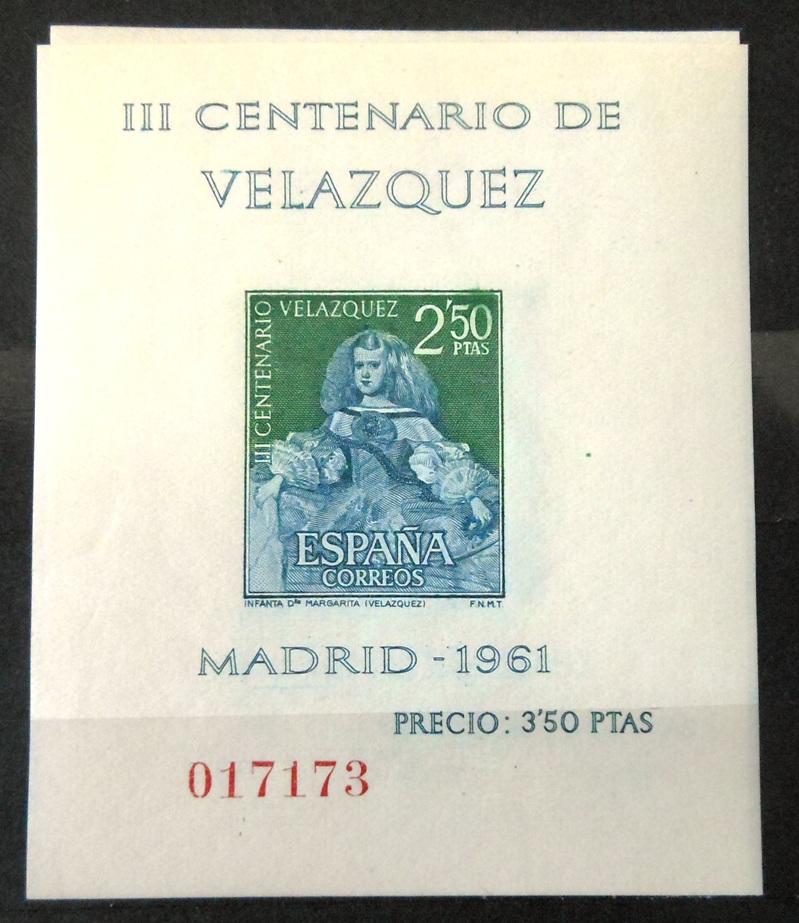 III CENTENARIO DE
VELAZQUEZ
III CENTENARIO VELAZQUEZ
2'50
PTAS
ESPAÑA
CORREOS
INFANTA Dña MARGARITA (VELAZQUEZ) F.N.M.T.
MADRID - 1961
PRECIO: 3'50 PTAS
017173